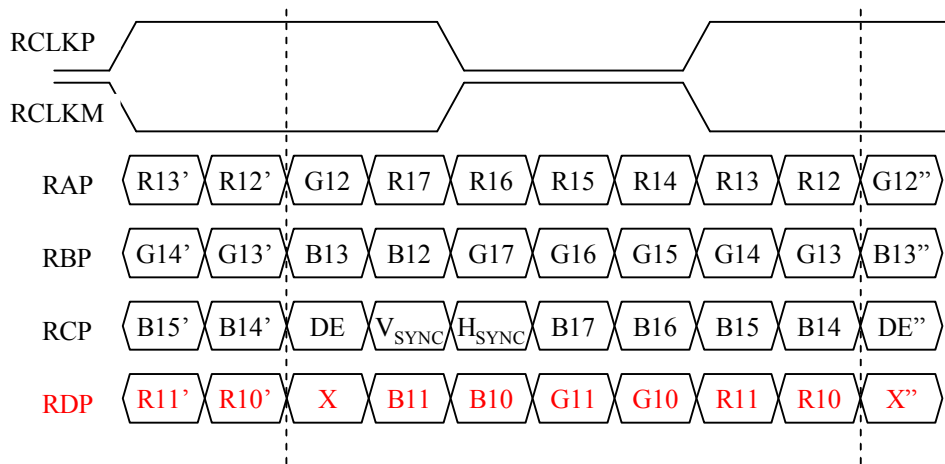 RCLKP
RCLKM
RAP R13’ R12’ G12 R17 R16 R15 R14 R13 R12 G12”
RBP G14’ G13’ B13 B12 G17 G16 G15 G14 G13 B13”
RCP B15’ B14’ DE VSYNC HSYNC B17 B16 B15 B14 DE”
RDP R11’ R10’ X B11 B10 G11 G10 R11 R10 X”